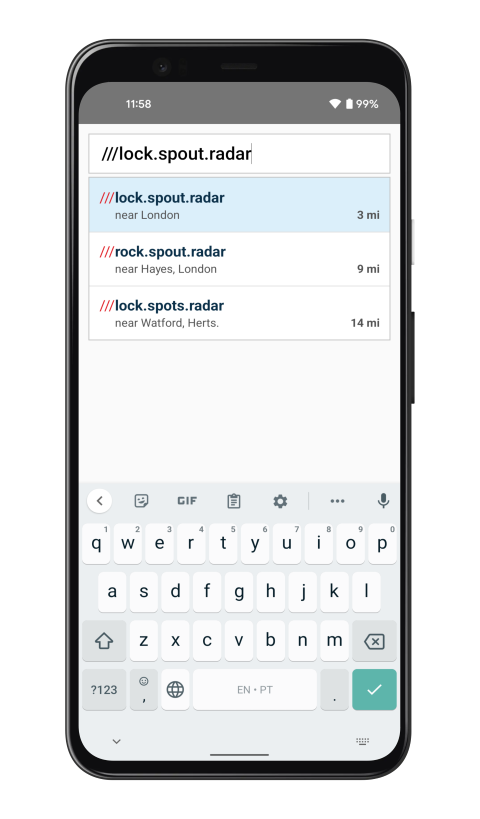 11:58 99%
///lock.spout.radar
///lock.spout.radar
near London 3 mi
///rock.spout.radar
near Hayes, London 9 mi
///lock.spots.radar
near Watford, Herts. 14 mi
GIF
1 2 3 4 5 6 7 8 9 0
q w e r t y u i o p
a s d f g h j k l
z x c v b n m
?123 , EN • PT .